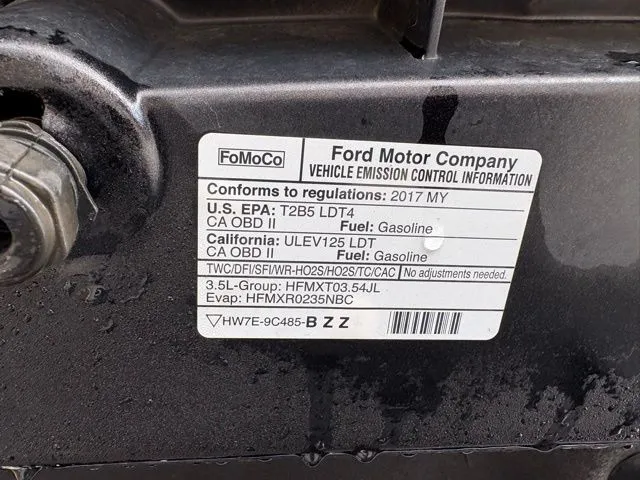 FoMoCo
Ford Motor Company
VEHICLE EMISSION CONTROL INFORMATION
Conforms to regulations: 2017 MY
U.S. EPA: T2B5 LDT4
CA OBD II Fuel: Gasoline
California: ULEV125 LDT
CA OBD II Fuel: Gasoline
TWC/DFI/SFI/WR-HO2S/HO2S/TC/CAC No adjustments needed.
3.5L-Group: HFMXT03.54JL
Evap: HFMXR0235NBC
HW7E-9C485-BZZ